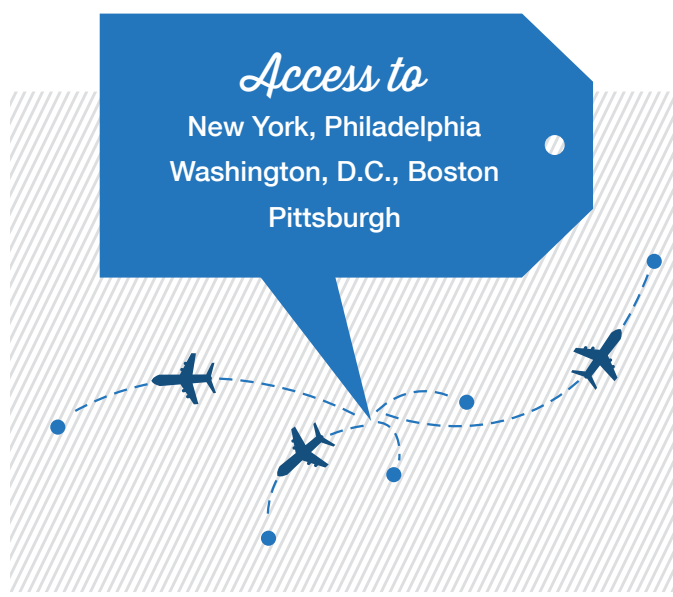 Access to
New York, Philadelphia
Washington, D.C., Boston
Pittsburgh